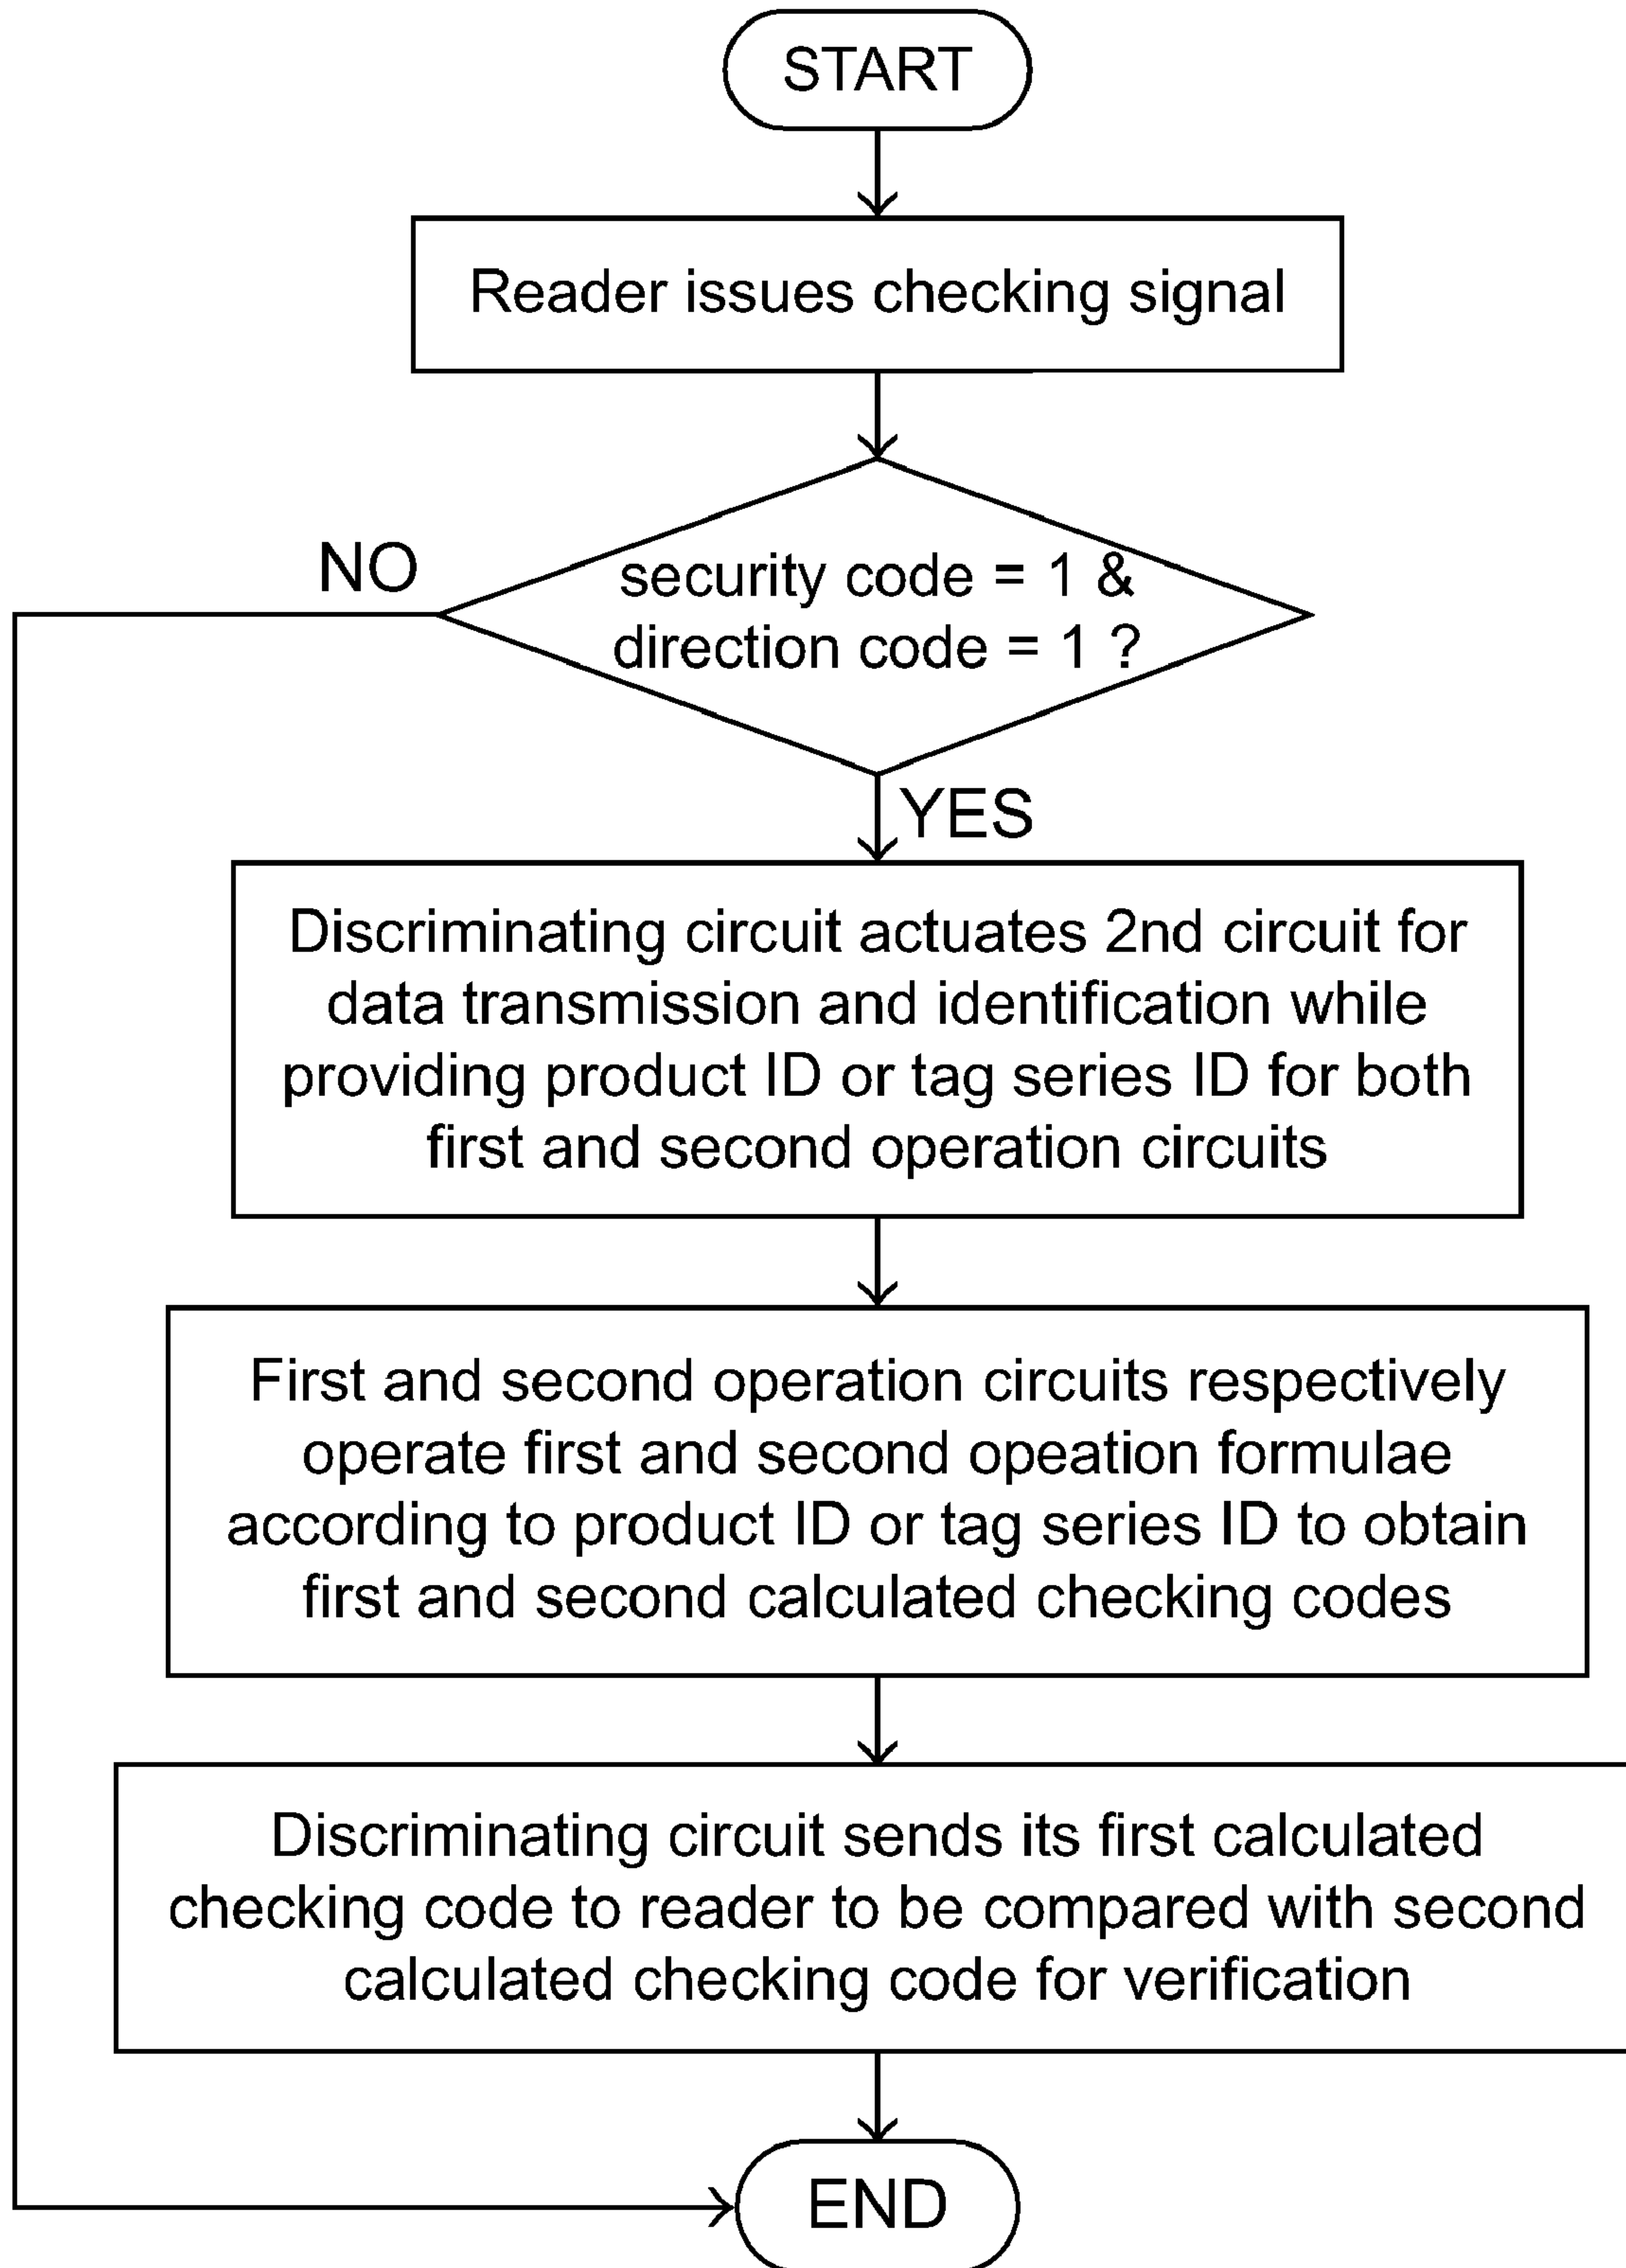 START
Reader issues checking signal
NO
security code = 1 &
direction code = 1 ?
YES
Discriminating circuit actuates 2nd circuit for
data transmission and identification while
providing product ID or tag series ID for both
first and second operation circuits
First and second operation circuits respectively
operate first and second opeation formulae
according to product ID or tag series ID to obtain
first and second calculated checking codes
Discriminating circuit sends its first calculated
checking code to reader to be compared with second
calculated checking code for verification
END